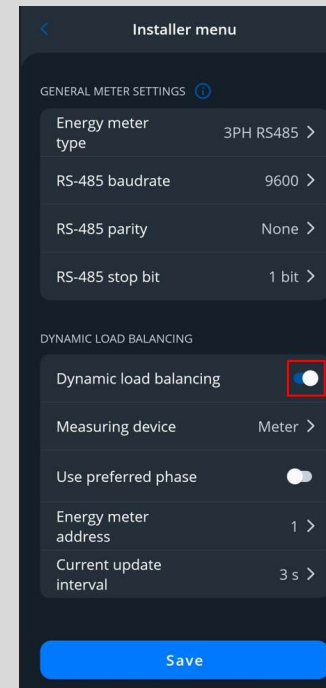 Installer menu
GENERAL METER SETTINGS
Energy meter
type
3PH RS485
RS-485 baudrate
9600
RS-485 parity
None
RS-485 stop bit
1 bit
DYNAMIC LOAD BALANCING
Dynamic load balancing
Measuring device
Meter
Use preferred phase
Energy meter
address
1
Current update
interval
3 s
Save